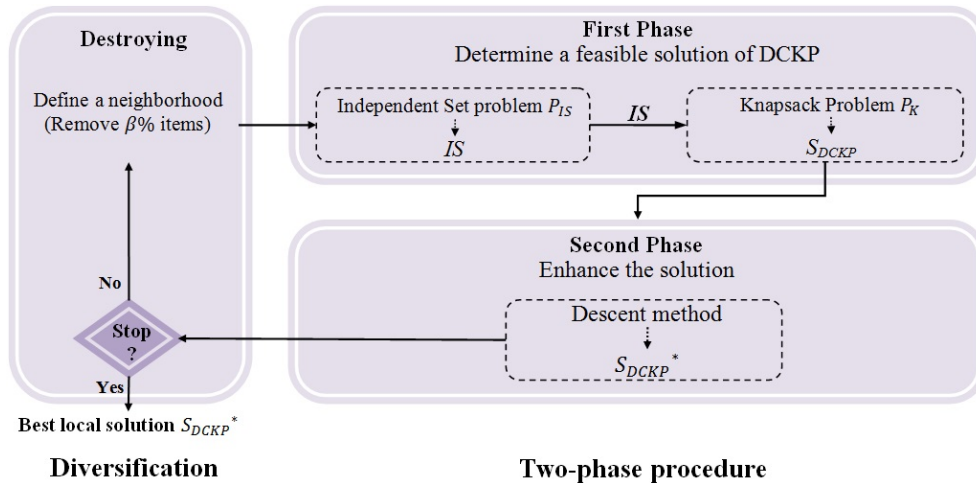 Destroying
Define a neighborhood
(Remove β% items)
No
Stop
?
Yes
Best local solution S_DCKP*
Diversification
First Phase
Determine a feasible solution of DCKP
Independent Set problem P_IS
IS
IS
Knapsack Problem P_K
S_DCKP
Second Phase
Enhance the solution
Descent method
S_DCKP*
Two-phase procedure